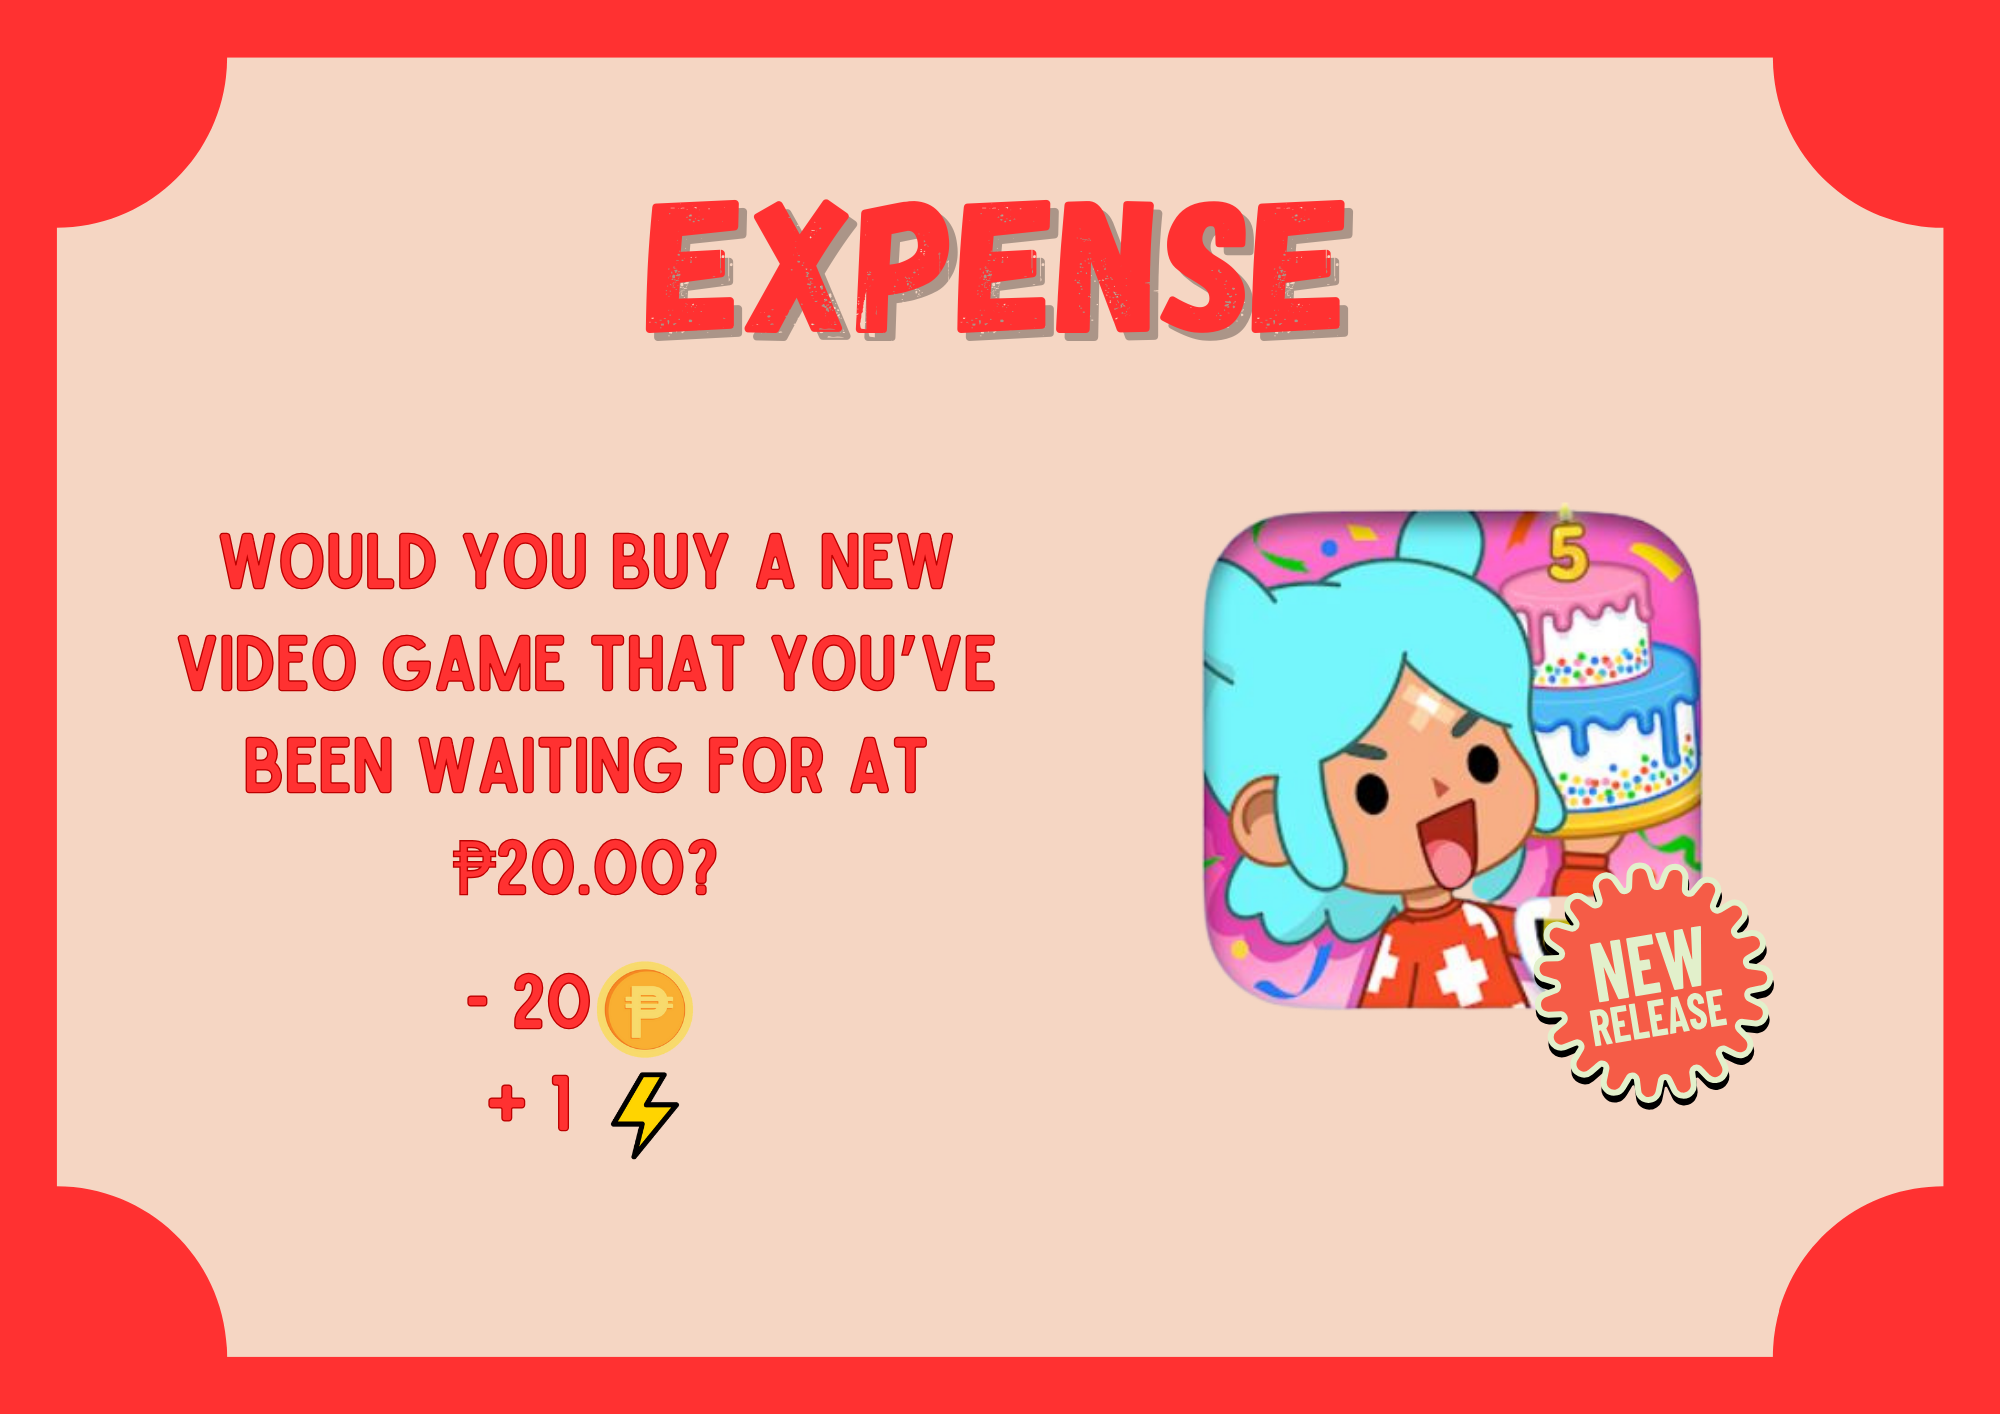 EXPENSE
WOULD YOU BUY A NEW
VIDEO GAME THAT YOU'VE
BEEN WAITING FOR AT
₱20.00?
- 20 ₱
+ 1
5
NEW
RELEASE